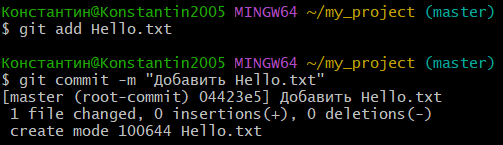 Константин@Konstantin2005 MINGW64 ~/my_project (master)
$ git add Hello.txt
Константин@Konstantin2005 MINGW64 ~/my_project (master)
$ git commit -m "Добавить Hello.txt"
[master (root-commit) 04423e5] Добавить Hello.txt
1 file changed, 0 insertions(+), 0 deletions(-)
create mode 100644 Hello.txt